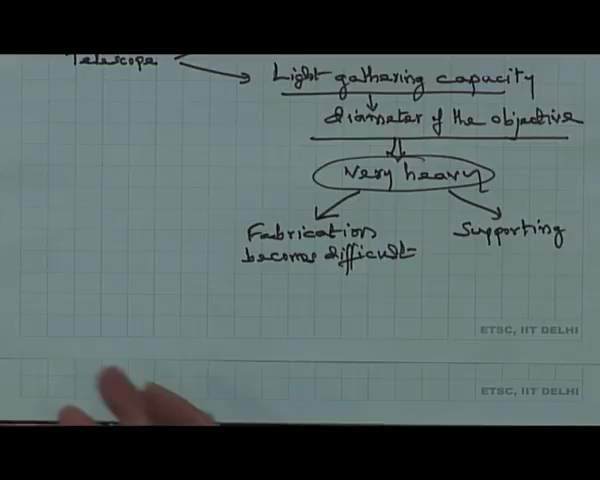 Telescope
Light gathering capacity
diameter of the objective
Very heavy
Fabrication
becomes difficult
Supporting
ETSC, IIT DELHI
ETSC, IIT DELHI